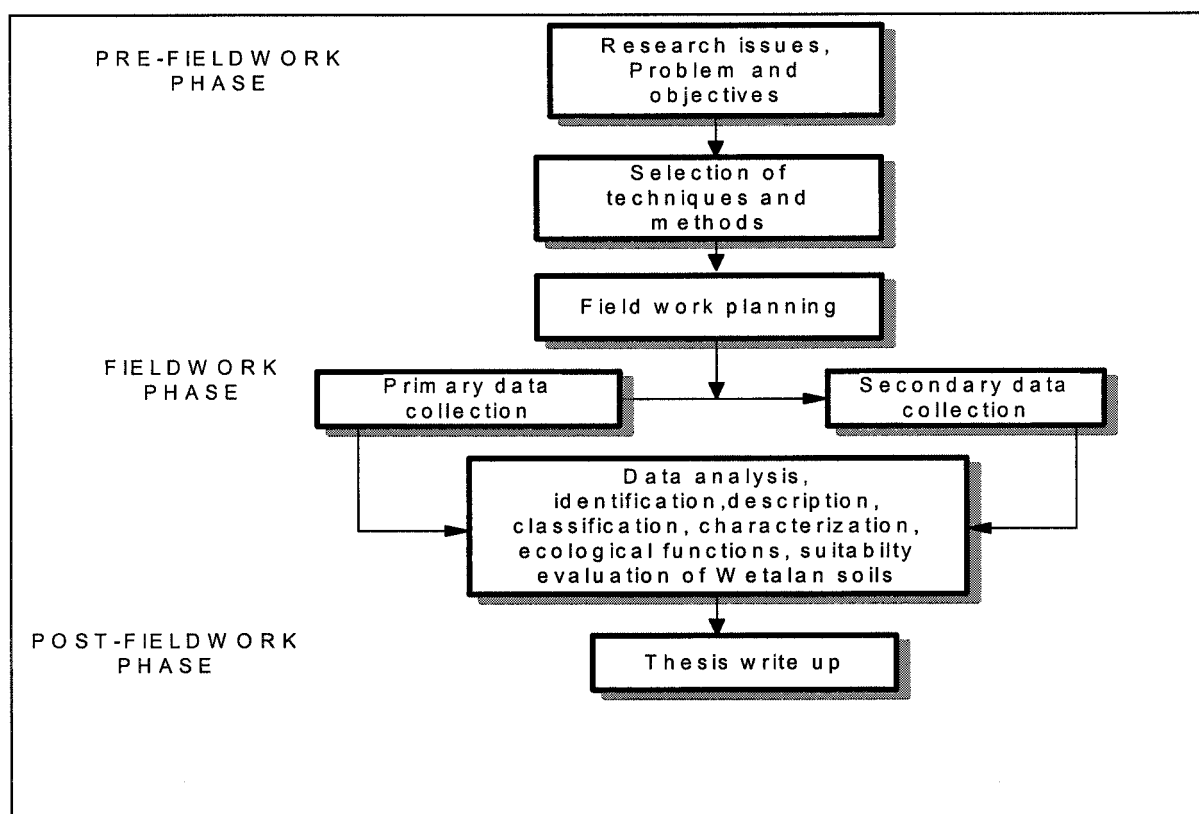 PRE-FIELDWORK
PHASE
Research issues,
Problem and
objectives
Selection of
techniques and
methods
Field work planning
FIELDWORK
PHASE
Primary data
collection
Secondary data
collection
Data analysis,
identification,description,
classification, characterization,
ecological functions, suitabilty
evaluation of Wetalan soils
POST-FIELDWORK
PHASE
Thesis write up